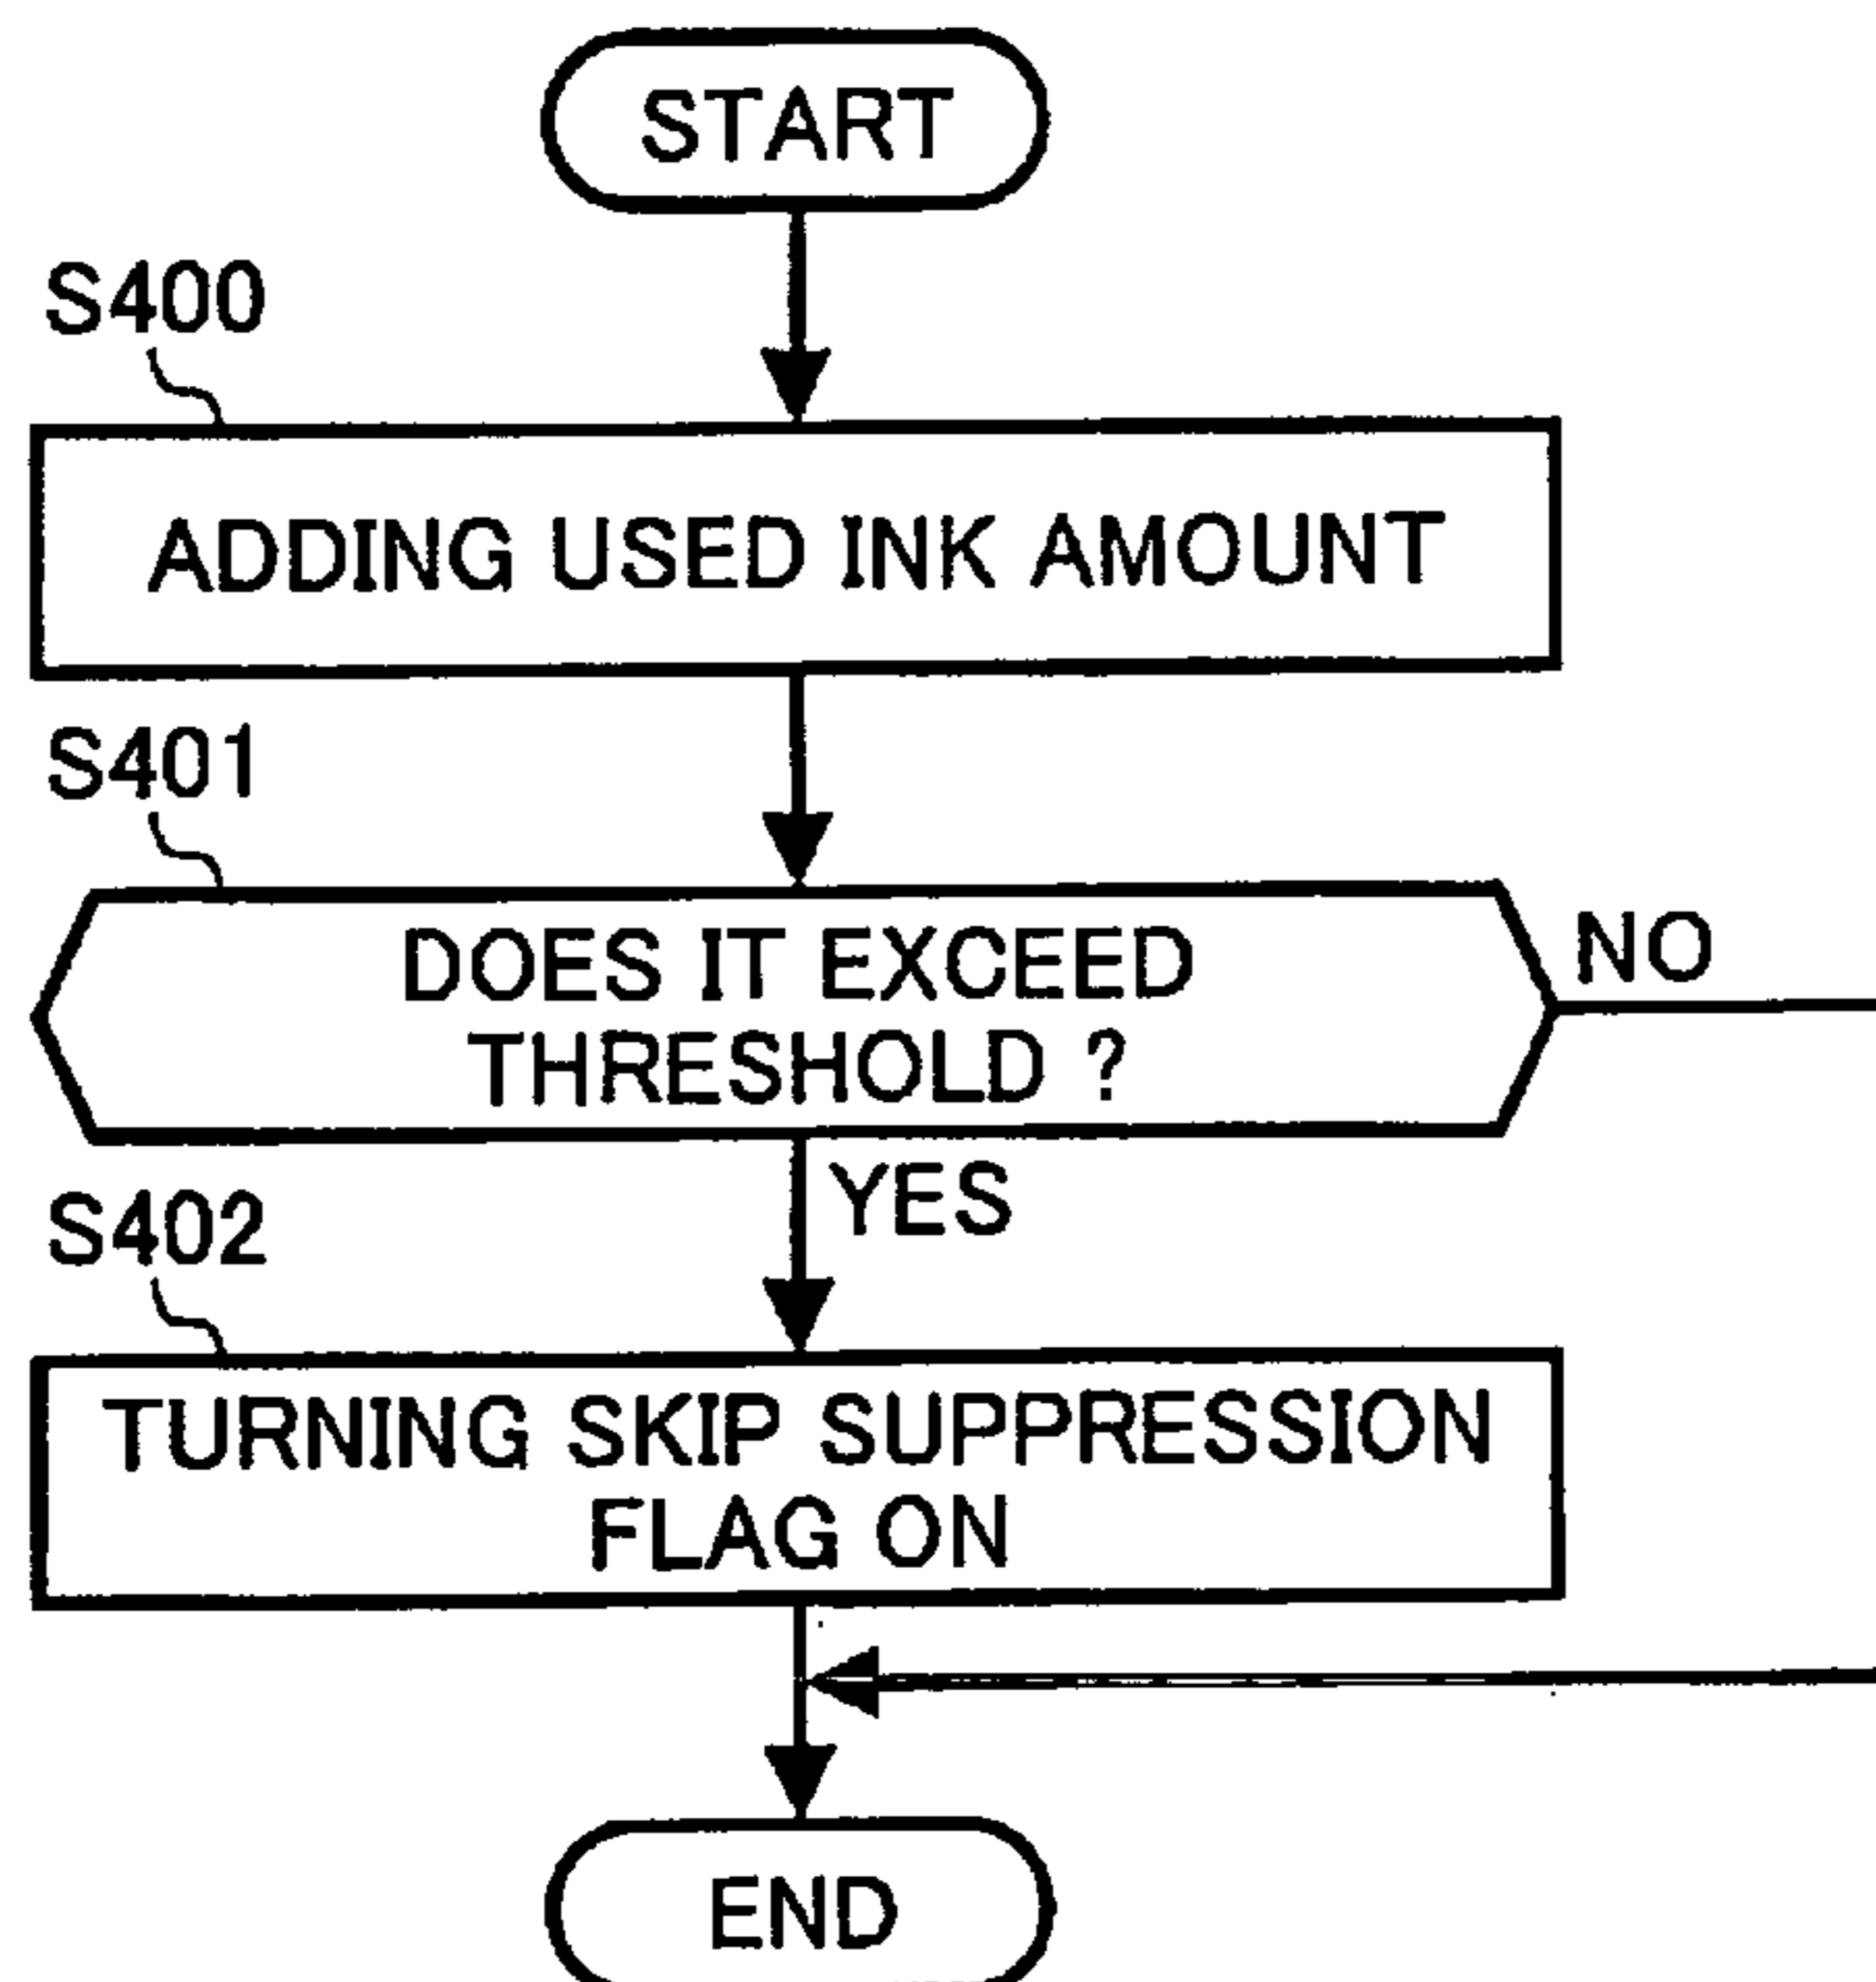 START
S400
ADDING USED INK AMOUNT
S401
DOES IT EXCEED
THRESHOLD ?
NO
YES
S402
TURNING SKIP SUPPRESSION
FLAG ON
END